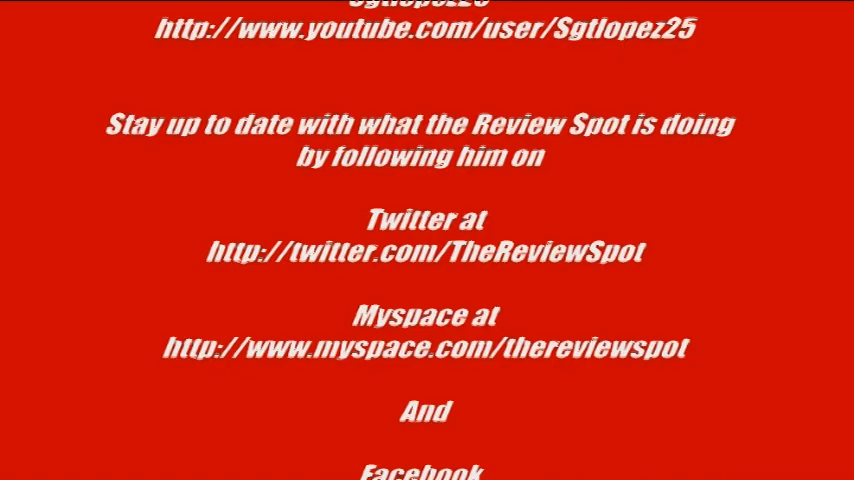 Sgtlopez25
http://www.youtube.com/user/Sgtlopez25
Stay up to date with what the Review Spot is doing
by following him on
Twitter at
http://twitter.com/TheReviewSpot
Myspace at
http://www.myspace.com/thereviewspot
And
Facebook